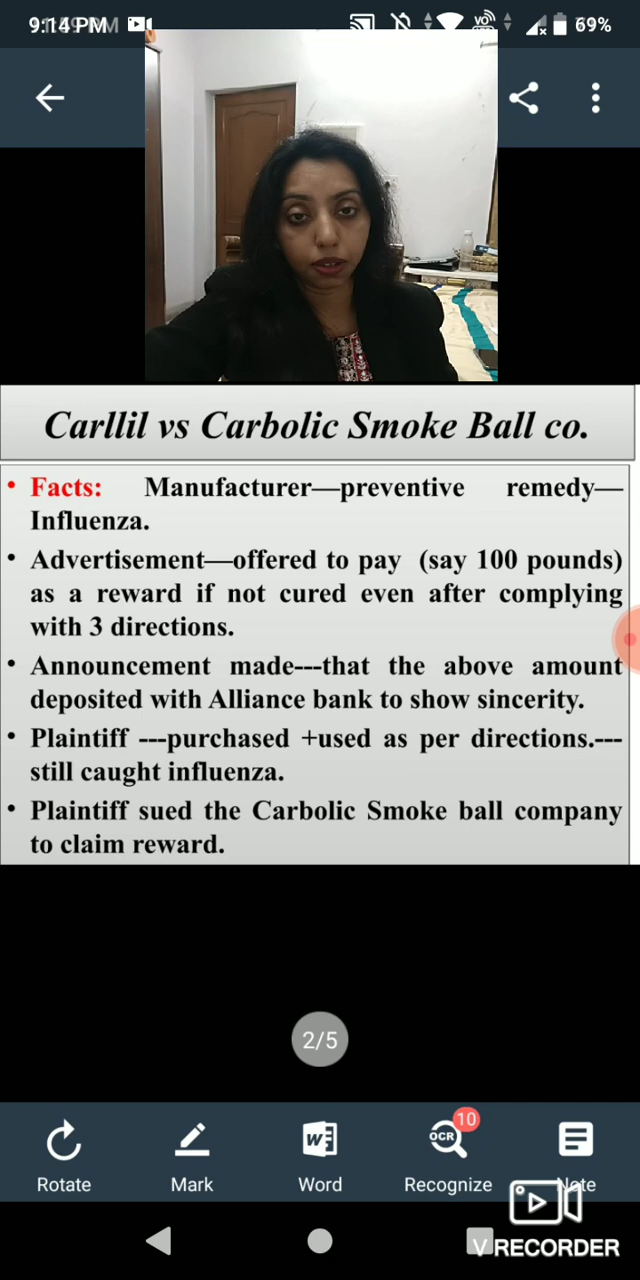 9:14 PM
69%
Carllil vs Carbolic Smoke Ball co.
• Facts: Manufacturer—preventive remedy—
Influenza.
• Advertisement—offered to pay (say 100 pounds)
as a reward if not cured even after complying
with 3 directions.
• Announcement made---that the above amount
deposited with Alliance bank to show sincerity.
• Plaintiff ---purchased +used as per directions.---
still caught influenza.
• Plaintiff sued the Carbolic Smoke ball company
to claim reward.
2/5
10
OCR
Rotate Mark Word Recognize Note
V RECORDER